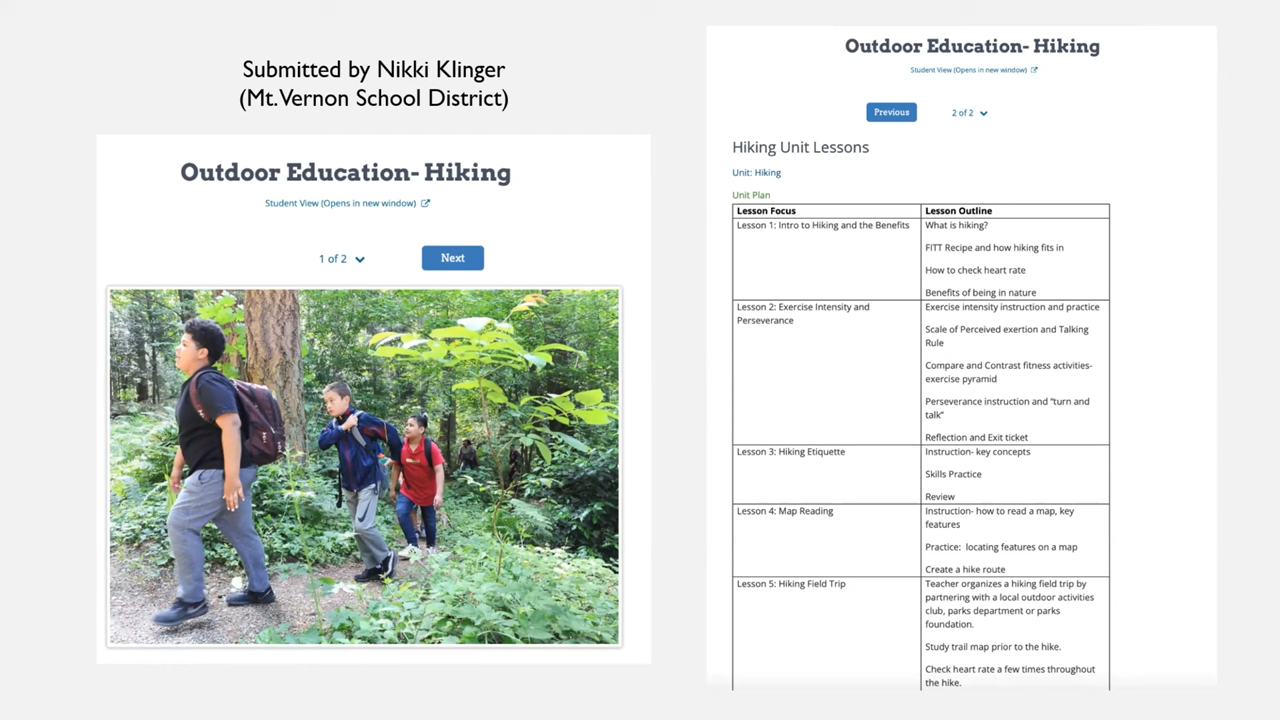 Submitted by Nikki Klinger
(Mt. Vernon School District)
Outdoor Education- Hiking
Student View (Opens in new window)
1 of 2
Next
Outdoor Education- Hiking
Student View (Opens in new window)
Previous
2 of 2
Hiking Unit Lessons
Unit: Hiking
Unit Plan
Lesson Focus
Lesson Outline
Lesson 1: Intro to Hiking and the Benefits
What is hiking?
FITT Recipe and how hiking fits in
How to check heart rate
Benefits of being in nature
Lesson 2: Exercise Intensity and
Perseverance
Exercise intensity instruction and practice
Scale of Perceived exertion and Talking
Rule
Compare and Contrast fitness activities-
exercise pyramid
Perseverance instruction and “turn and
talk”
Reflection and Exit ticket
Lesson 3: Hiking Etiquette
Instruction- key concepts
Skills Practice
Review
Lesson 4: Map Reading
Instruction- how to read a map, key
features
Practice:  locating features on a map
Create a hike route
Lesson 5: Hiking Field Trip
Teacher organizes a hiking field trip by
partnering with a local outdoor activities
club, parks department or parks
foundation.
Study trail map prior to the hike.
Check heart rate a few times throughout
the hike.